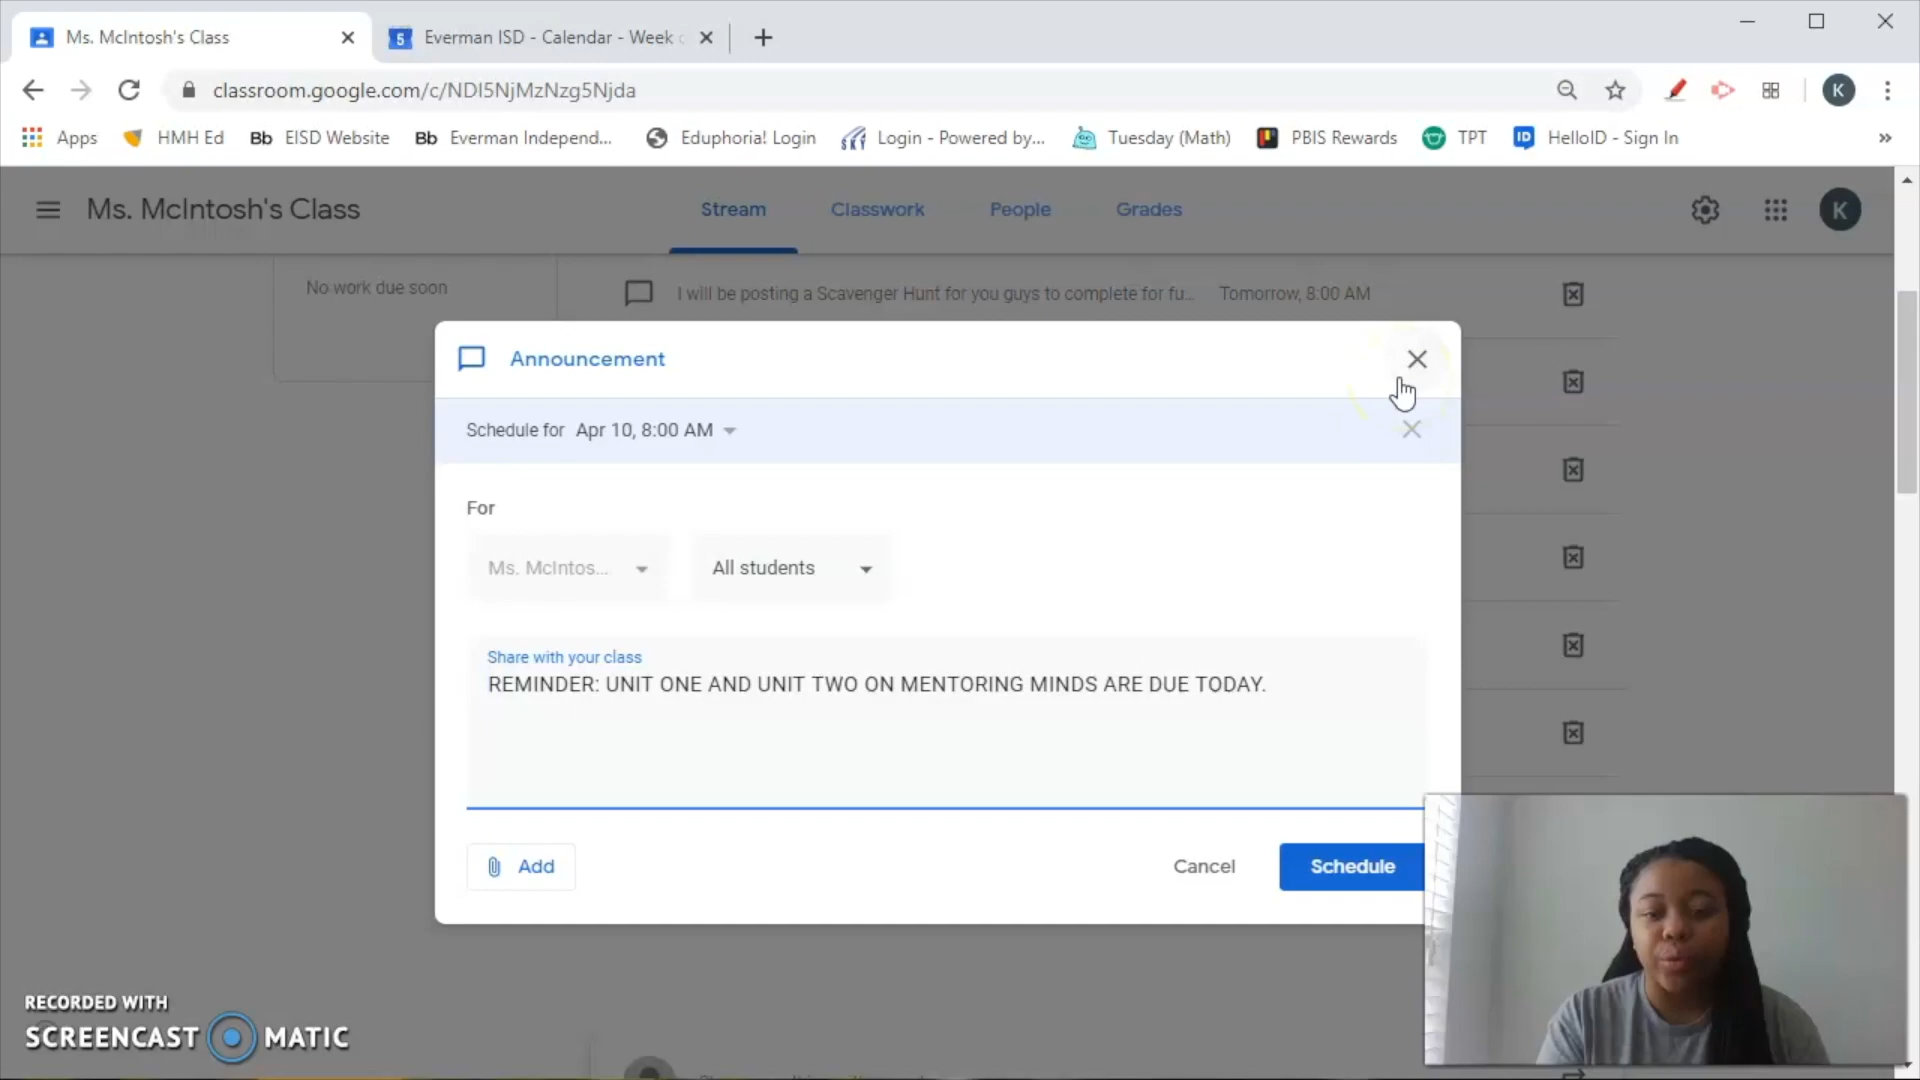 Ms. McIntosh's Class
5 Everman ISD - Calendar - Week
classroom.google.com/c/NDI5NjMzNzg5Njda
K
Apps HMH Ed Bb EISD Website Bb Everman Independ... Eduphoria! Login Login - Powered by... Tuesday (Math) PBIS Rewards TPT ID HelloID - Sign In »
Ms. McIntosh's Class Stream Classwork People Grades K
No work due soon
I will be posting a Scavenger Hunt for you guys to complete for fu... Tomorrow, 8:00 AM
Announcement
Schedule for Apr 10, 8:00 AM
For
Ms. McIntos... All students
Share with your class
REMINDER: UNIT ONE AND UNIT TWO ON MENTORING MINDS ARE DUE TODAY.
Add Cancel Schedule
RECORDED WITH
SCREENCAST MATIC